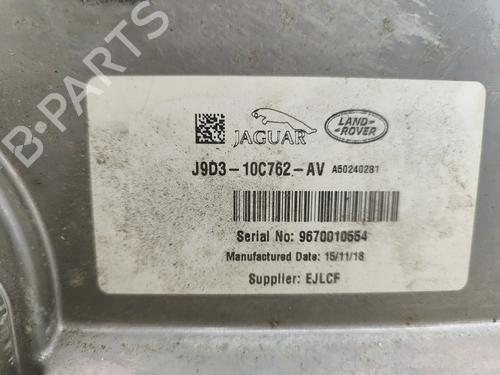 B-PARTS
JAGUAR
LAND-
ROVER
J9D3-10C762-AV A50240281
Serial No: 9670010554
Manufactured Date: 15/11/18
Supplier: EJLCF